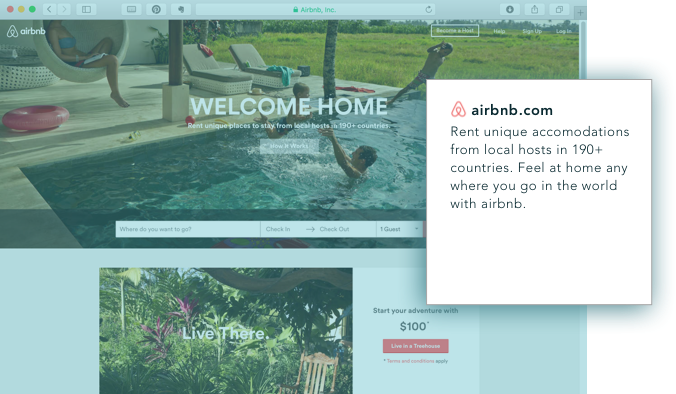 Airbnb, Inc.
airbnb
Become a Host
Help
Sign Up
Log In
WELCOME HOME
Rent unique places to stay from local hosts in 190+ countries.
How It Works
Where do you want to go?
Check In
Check Out
1 Guest
airbnb.com
Rent unique accomodations
from local hosts in 190+
countries. Feel at home any
where you go in the world
with airbnb.
Live There.
Start your adventure with
$100*
Live in a Treehouse
* Terms and conditions apply